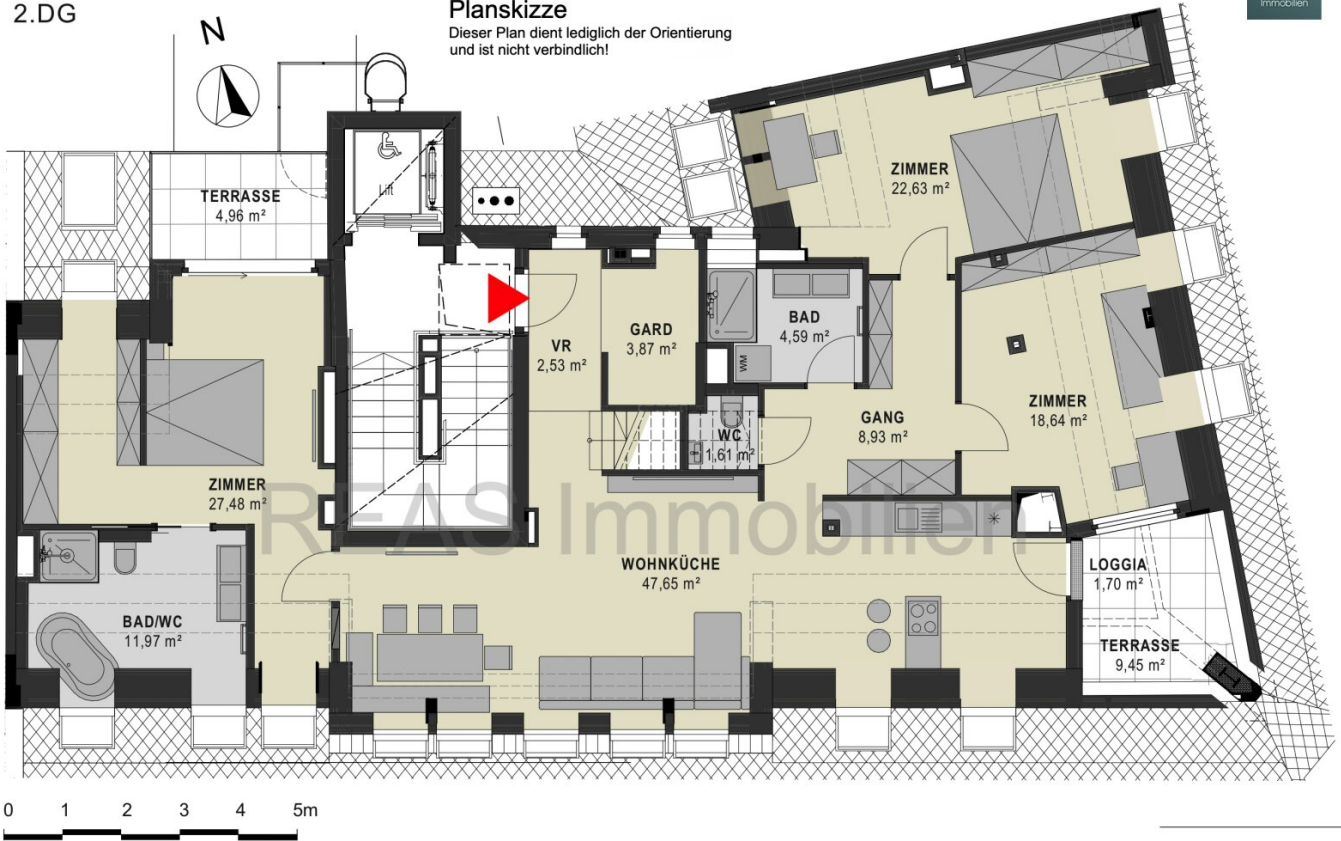 2.DG
N
Planskizze
Dieser Plan dient lediglich der Orientierung
und ist nicht verbindlich!
Immobilien
TERRASSE
4,96 m²
Lift
ZIMMER
22,63 m²
VR
2,53 m²
GARD
3,87 m²
BAD
4,59 m²
WM
WC
1,61 m²
GANG
8,93 m²
ZIMMER
18,64 m²
ZIMMER
27,48 m²
REAS Immobilien
WOHNKÜCHE
47,65 m²
BAD/WC
11,97 m²
LOGGIA
1,70 m²
TERRASSE
9,45 m²
0 1 2 3 4 5m